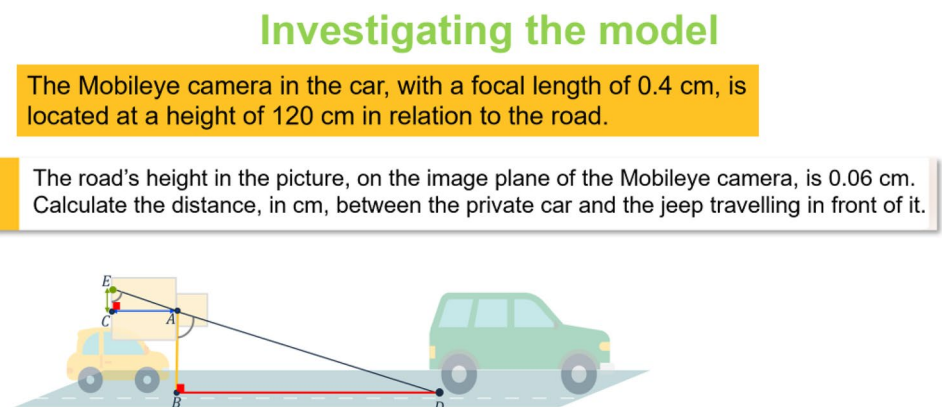 Investigating the model
The Mobileye camera in the car, with a focal length of 0.4 cm, is
located at a height of 120 cm in relation to the road.
The road's height in the picture, on the image plane of the Mobileye camera, is 0.06 cm.
Calculate the distance, in cm, between the private car and the jeep travelling in front of it.
E
C
A
B
D